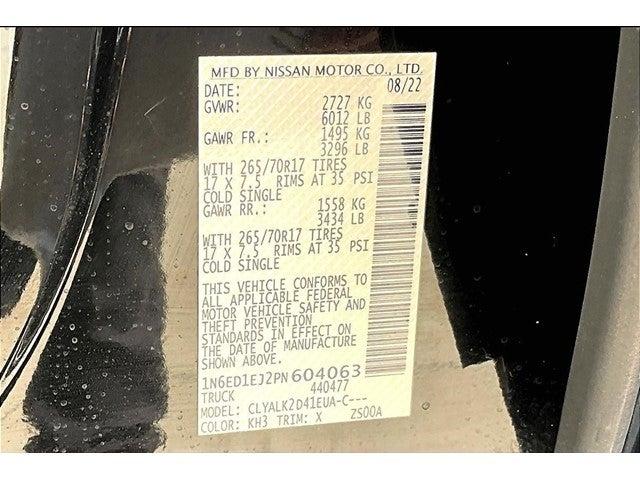 MFD BY NISSAN MOTOR CO., LTD.
DATE: 08/22
GVWR: 2727 KG
6012 LB
GAWR FR.: 1495 KG
3296 LB
WITH 265/70R17 TIRES
17 X 7.5 RIMS AT 35 PSI
COLD SINGLE
GAWR RR.: 1558 KG
3434 LB
WITH 265/70R17 TIRES
17 X 7.5 RIMS AT 35 PSI
COLD SINGLE
THIS VEHICLE CONFORMS TO
ALL APPLICABLE FEDERAL
MOTOR VEHICLE SAFETY AND
THEFT PREVENTION
STANDARDS IN EFFECT ON
THE DATE OF MANUFACTURE
SHOWN ABOVE.
1N6ED1EJ2PN604063
TRUCK 440477
MODEL: CLYALK2D41EUA-C---
COLOR: KH3 TRIM: X ZS00A